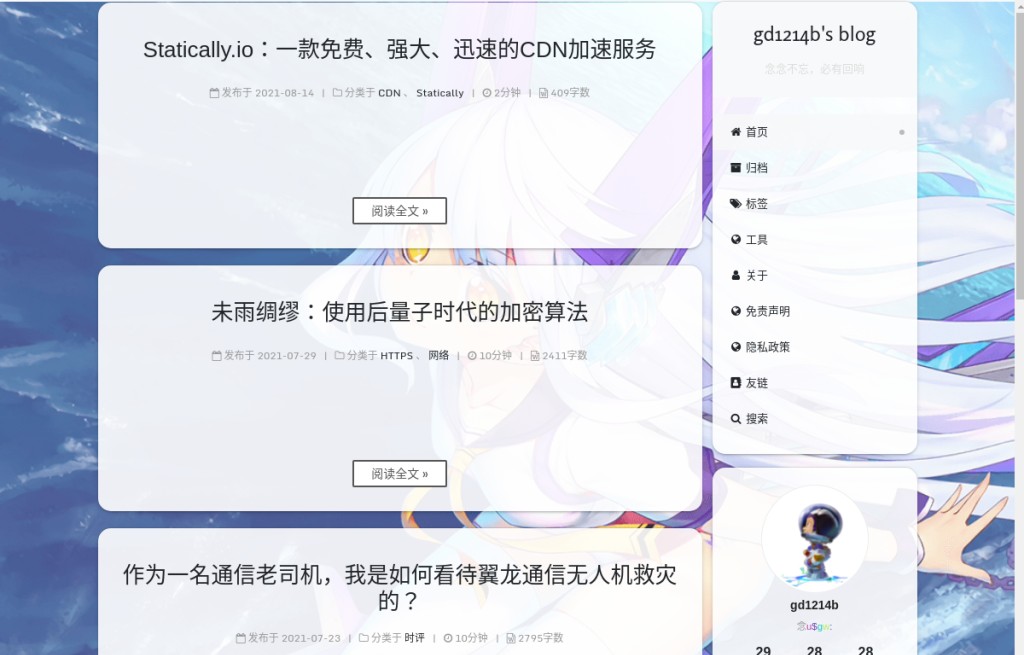 Statically.io：一款免费、强大、迅速的CDN加速服务
发布于 2021-08-14 | 分类于 CDN 、 Statically | 2分钟 | 409字数
阅读全文 »
未雨绸缪：使用后量子时代的加密算法
发布于 2021-07-29 | 分类于 HTTPS 、 网络 | 10分钟 | 2411字数
阅读全文 »
作为一名通信老司机，我是如何看待翼龙通信无人机救灾
的？
发布于 2021-07-23 | 分类于 时评 | 10分钟 | 2795字数
gd1214b's blog
念念不忘，必有回响
首页
归档
标签
工具
关于
免责声明
隐私政策
友链
搜索
gd1214b
念u$gw:
29 28 28